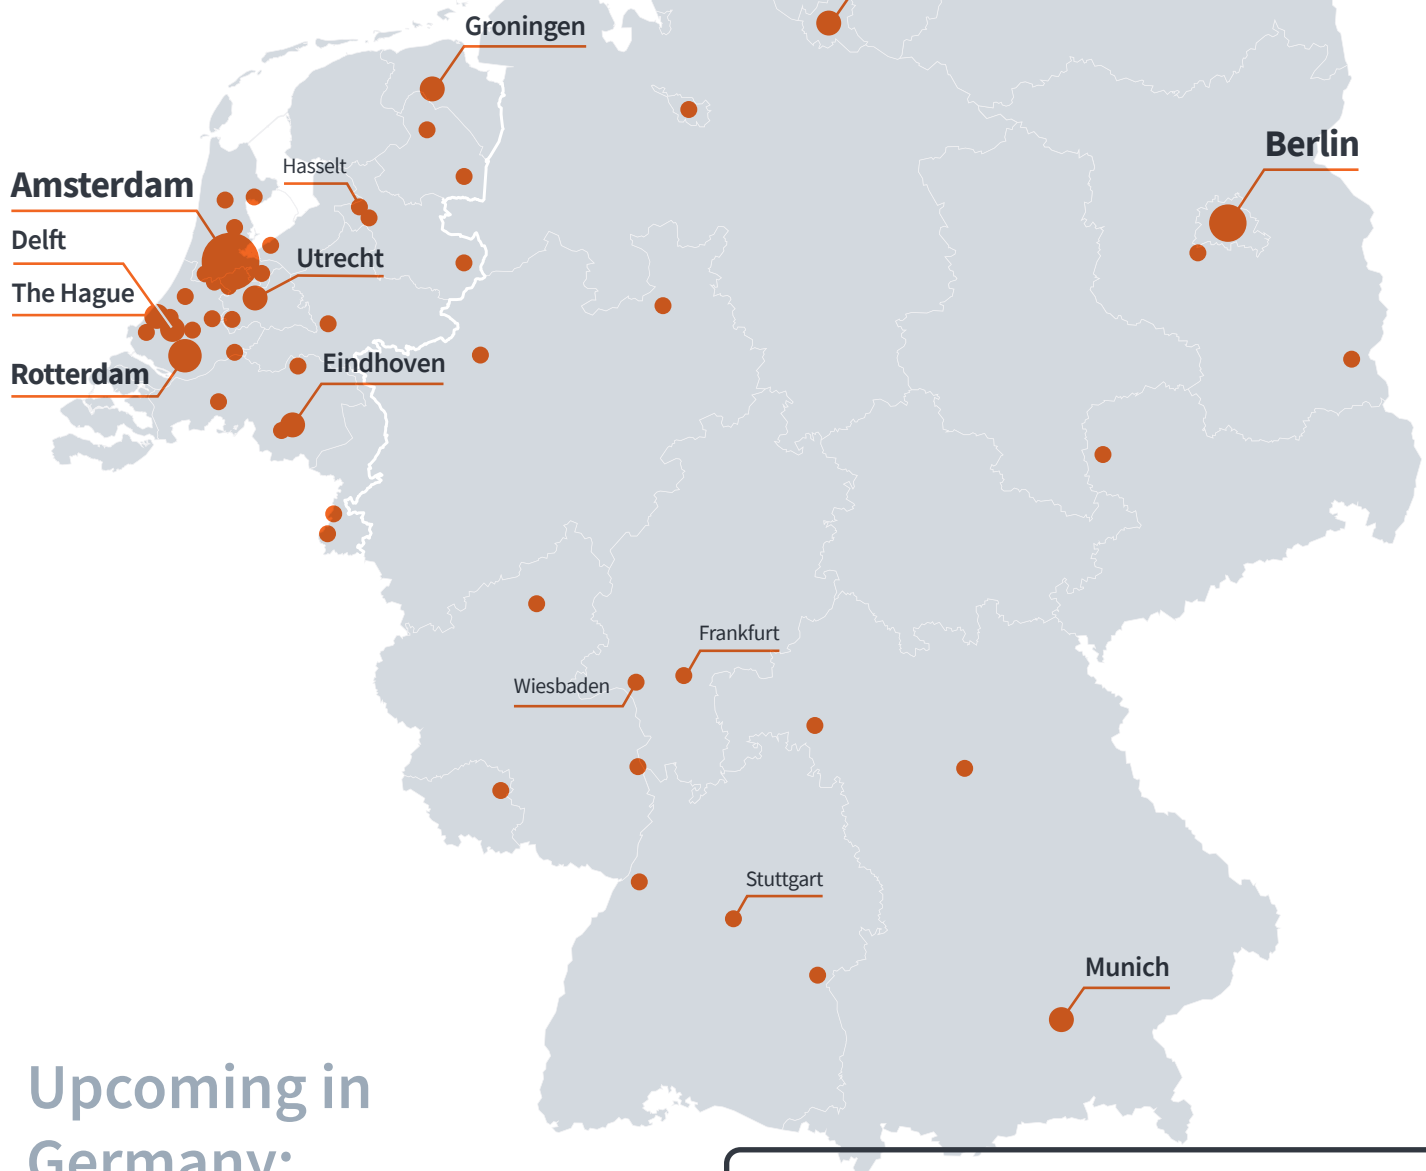 Groningen
Berlin
Hasselt
Amsterdam
Delft
Utrecht
The Hague
Eindhoven
Rotterdam
Frankfurt
Wiesbaden
Stuttgart
Munich
Upcoming in
Germany: